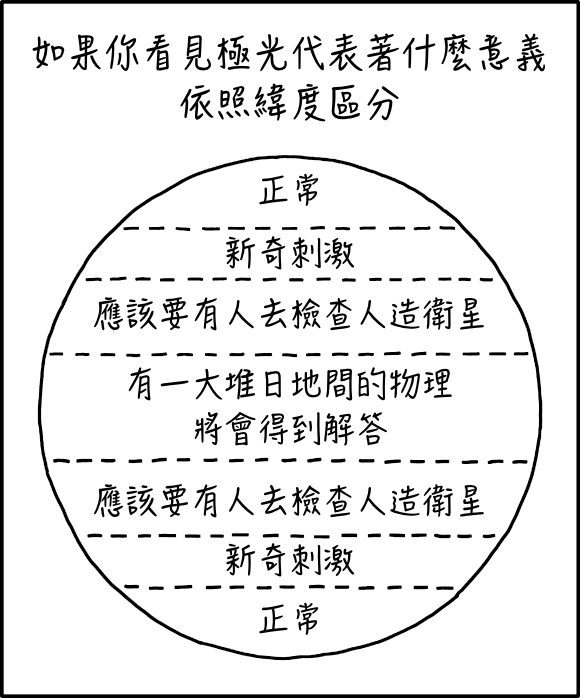 如果你看見極光代表著什麼意義
依照緯度區分
正常
新奇刺激
應該要有人去檢查人造衛星
有一大堆日地間的物理
將會得到解答
應該要有人去檢查人造衛星
新奇刺激
正常